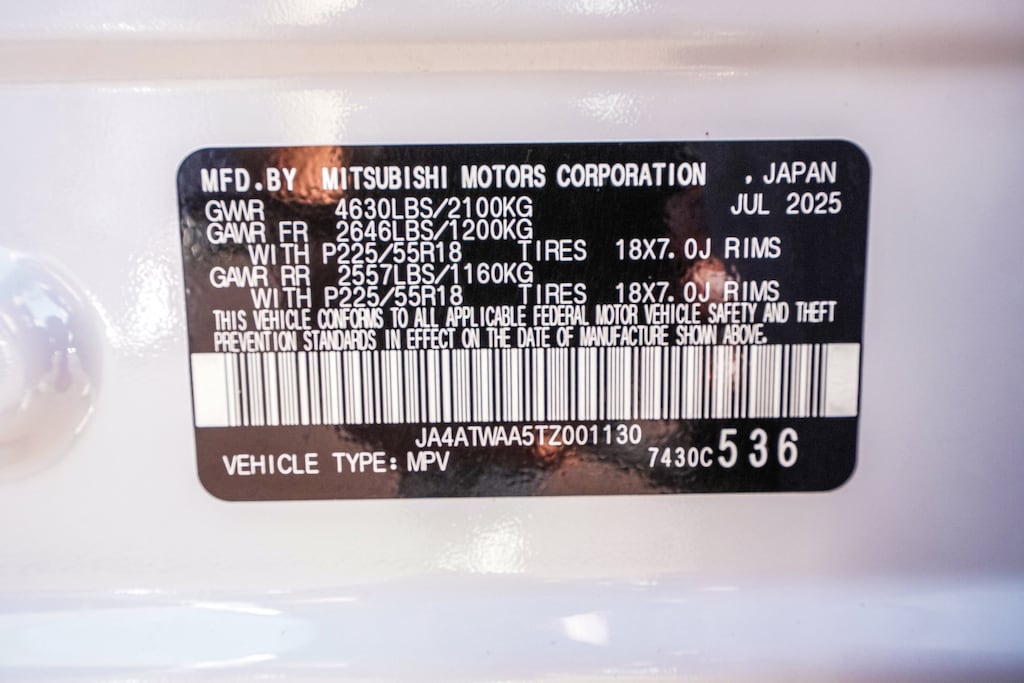 MFD.BY MITSUBISHI MOTORS CORPORATION , JAPAN
GVWR 4630LBS/2100KG JUL 2025
GAWR FR 2646LBS/1200KG
WITH P225/55R18 TIRES 18X7.0J RIMS
GAWR RR 2557LBS/1160KG
WITH P225/55R18 TIRES 18X7.0J RIMS
THIS VEHICLE CONFORMS TO ALL APPLICABLE FEDERAL MOTOR VEHICLE SAFETY AND THEFT
PREVENTION STANDARDS IN EFFECT ON THE DATE OF MANUFACTURE SHOWN ABOVE.
JA4ATWAA5TZ001130
VEHICLE TYPE: MPV 7430C 536